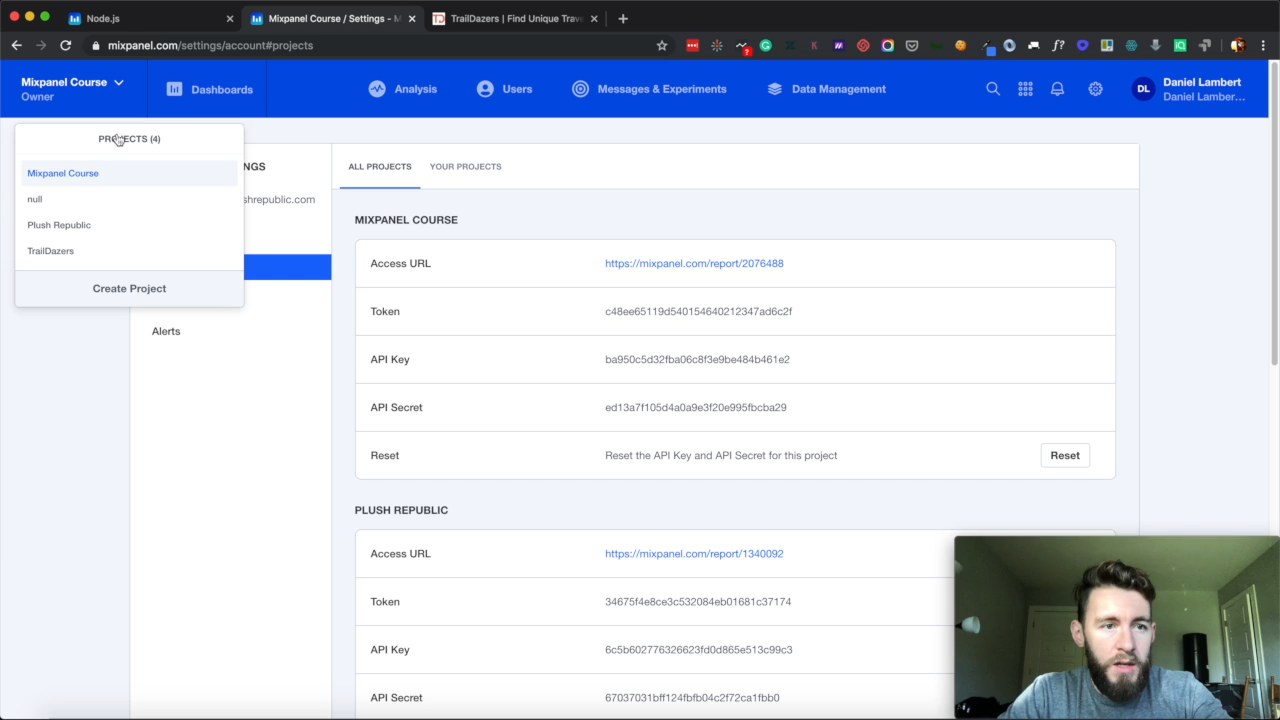 Node.js
Mixpanel Course / Settings - M
TrailDazers | Find Unique Trave
mixpanel.com/settings/account#projects
Mixpanel Course
Owner
Dashboards
Analysis
Users
Messages & Experiments
Data Management
DL
Daniel Lambert
Daniel Lamber...
PROJECTS (4)
Mixpanel Course
null
Plush Republic
TrailDazers
Create Project
NGS
shrepublic.com
Alerts
ALL PROJECTS
YOUR PROJECTS
MIXPANEL COURSE
Access URL
https://mixpanel.com/report/2076488
Token
c48ee65119d540154640212347ad6c2f
API Key
ba950c5d32fba06c8f3e9be484b461e2
API Secret
ed13a7f105d4a0a9e3f20e995fbcba29
Reset
Reset the API Key and API Secret for this project
Reset
PLUSH REPUBLIC
Access URL
https://mixpanel.com/report/1340092
Token
34675f4e8ce3c532084eb01681c37174
API Key
6c5b602776326623fd0d865e513c99c3
API Secret
67037031bff124fbfb04c2f72ca1fbb0